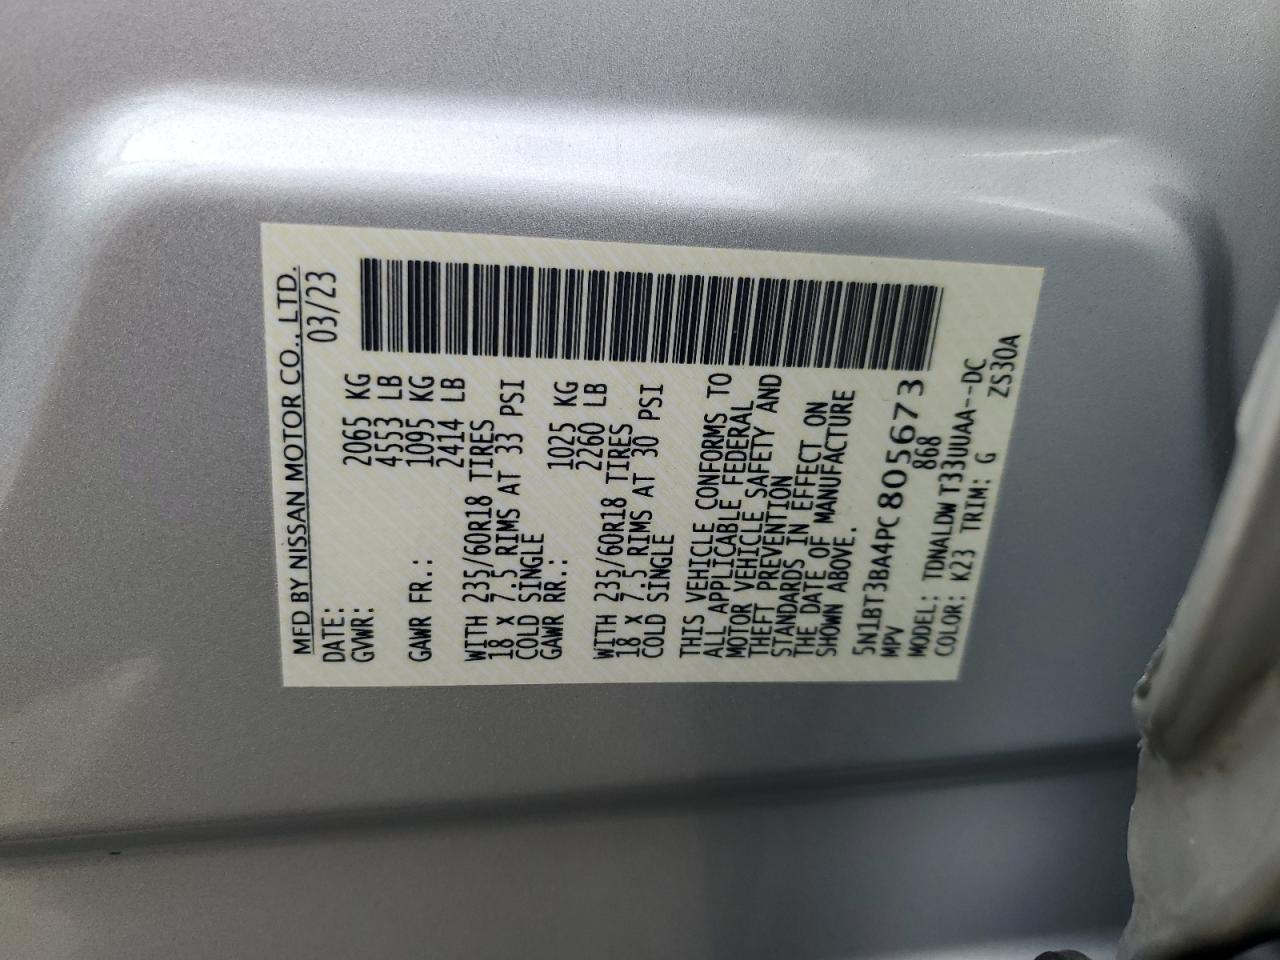 MFD BY NISSAN MOTOR CO., LTD.
DATE: 03/23
GVWR: 2065 KG
4553 LB
GAWR FR.: 1095 KG
2414 LB
WITH 235/60R18 TIRES
18 X 7.5 RIMS AT 33 PSI
COLD SINGLE
GAWR RR.: 1025 KG
2260 LB
WITH 235/60R18 TIRES
18 X 7.5 RIMS AT 30 PSI
COLD SINGLE
THIS VEHICLE CONFORMS TO
ALL APPLICABLE FEDERAL
MOTOR VEHICLE SAFETY AND
THEFT PREVENTION
STANDARDS IN EFFECT ON
THE DATE OF MANUFACTURE
SHOWN ABOVE.
5N1BT3BA4PC805673
MPV 868
MODEL: TDNALDW T33UUAA--DC
COLOR: K23 TRIM: G ZS30A